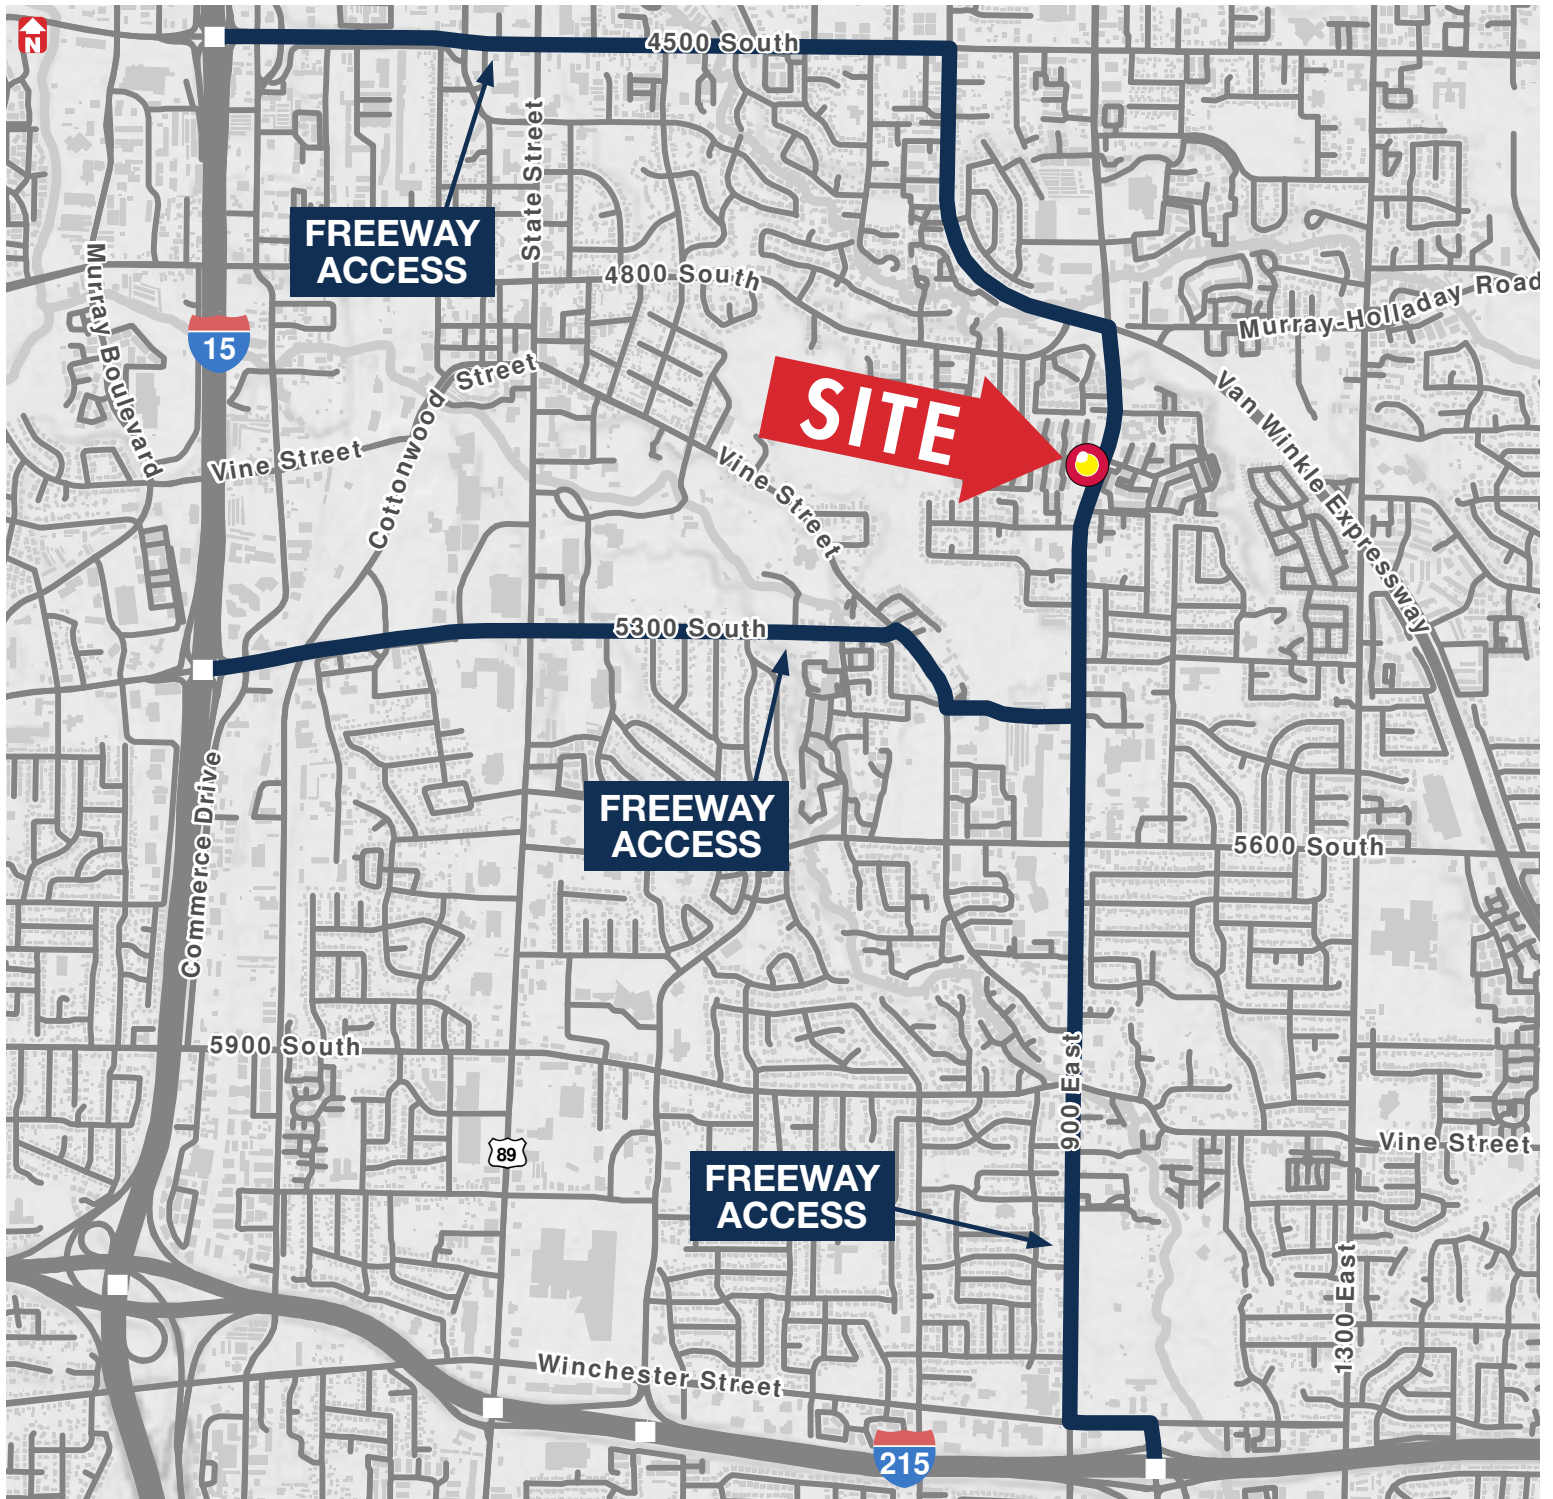 N
4500 South
State Street
FREEWAY
ACCESS
4800 South
Murray Boulevard
15
Murray-Holladay Road
Cottonwood Street
SITE
Van Winkle Expressway
Vine Street
Vine Street
5300 South
FREEWAY
ACCESS
Commerce Drive
5600 South
5900 South
900 East
89
Vine Street
FREEWAY
ACCESS
1300 East
Winchester Street
215